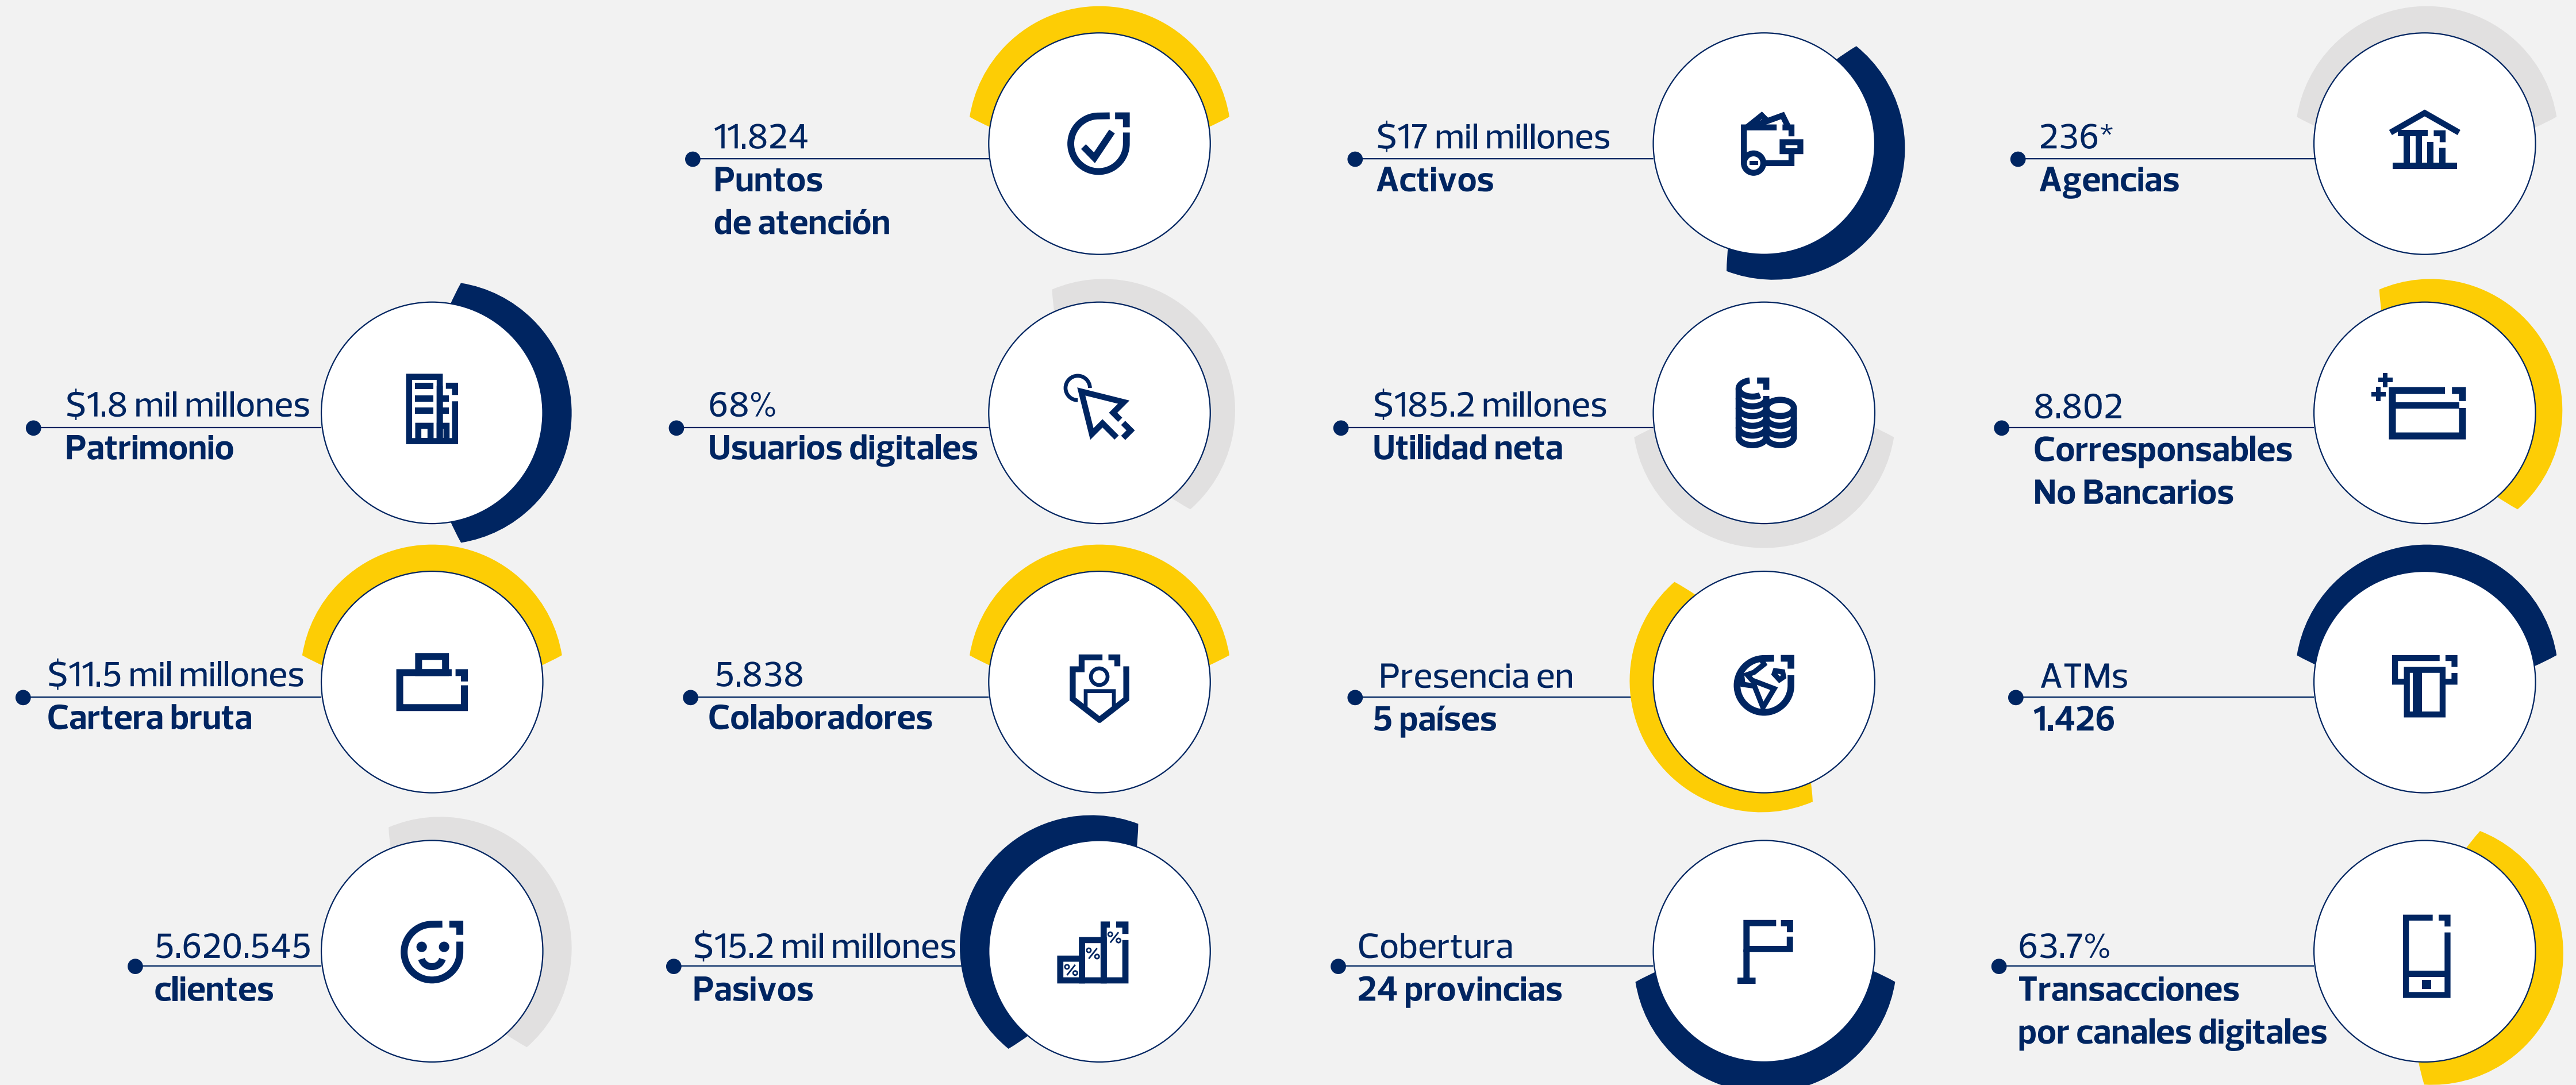 11.824
Puntos
de atención
$17 mil millones
Activos
236*
Agencias
$1.8 mil millones
Patrimonio
68%
Usuarios digitales
$185.2 millones
Utilidad neta
8.802
Corresponsables
No Bancarios
$11.5 mil millones
Cartera bruta
5.838
Colaboradores
Presencia en
5 países
ATMs
1.426
5.620.545
clientes
$15.2 mil millones
Pasivos
% % %
Cobertura
24 provincias
63.7%
Transacciones
por canales digitales